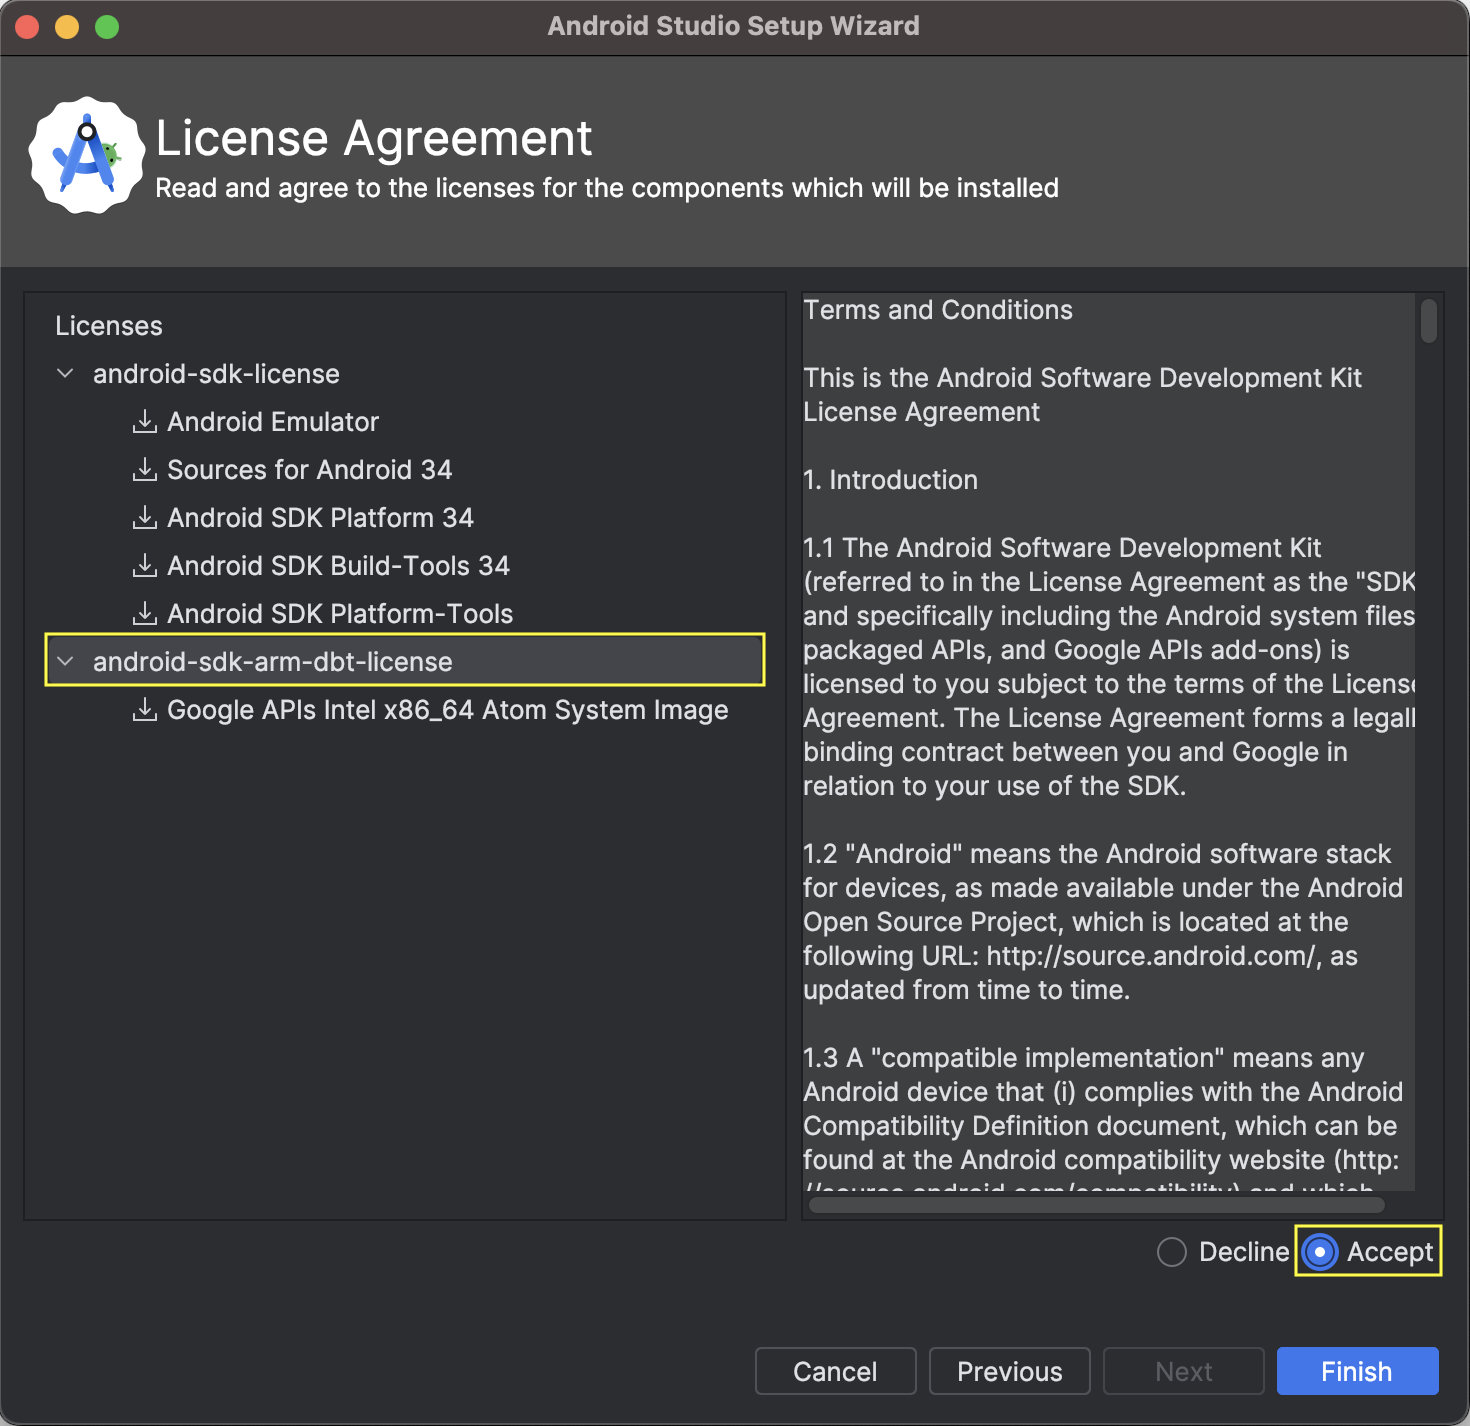 Android Studio Setup Wizard
License Agreement
Read and agree to the licenses for the components which will be installed
Licenses
android-sdk-license
Android Emulator
Sources for Android 34
Android SDK Platform 34
Android SDK Build-Tools 34
Android SDK Platform-Tools
android-sdk-arm-dbt-license
Google APIs Intel x86_64 Atom System Image
Terms and Conditions
This is the Android Software Development Kit
License Agreement
1. Introduction
1.1 The Android Software Development Kit
(referred to in the License Agreement as the "SDK
and specifically including the Android system files
packaged APIs, and Google APIs add-ons) is
licensed to you subject to the terms of the License
Agreement. The License Agreement forms a legall
binding contract between you and Google in
relation to your use of the SDK.
1.2 "Android" means the Android software stack
for devices, as made available under the Android
Open Source Project, which is located at the
following URL: http://source.android.com/, as
updated from time to time.
1.3 A "compatible implementation" means any
Android device that (i) complies with the Android
Compatibility Definition document, which can be
found at the Android compatibility website (http:
//source.android.com/compatibility) and which
Decline
Accept
Cancel
Previous
Next
Finish